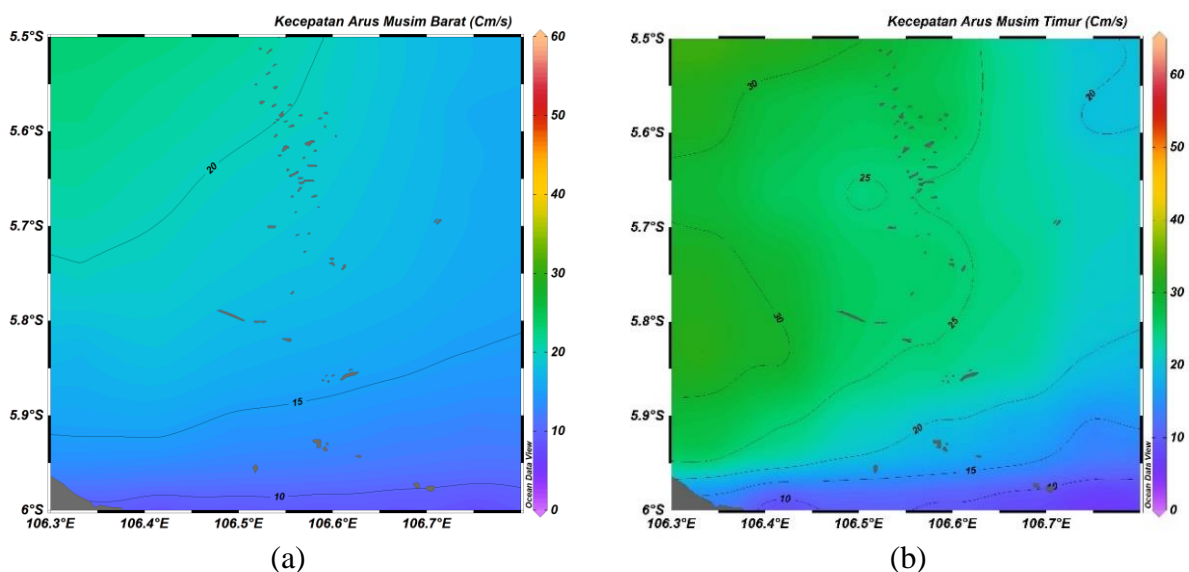 Kecepatan Arus Musim Barat (Cm/s)
5.5°S
5.6°S
5.7°S
5.8°S
5.9°S
6°S
106.3°E
106.4°E
106.5°E
106.6°E
106.7°E
20
15
10
60
50
40
30
20
10
0
Ocean Data View
(a)
Kecepatan Arus Musim Timur (Cm/s)
5.5°S
5.6°S
5.7°S
5.8°S
5.9°S
6°S
106.3°E
106.4°E
106.5°E
106.6°E
106.7°E
30
20
25
30
25
20
15
10
10
60
50
40
30
20
10
0
Ocean Data View
(b)